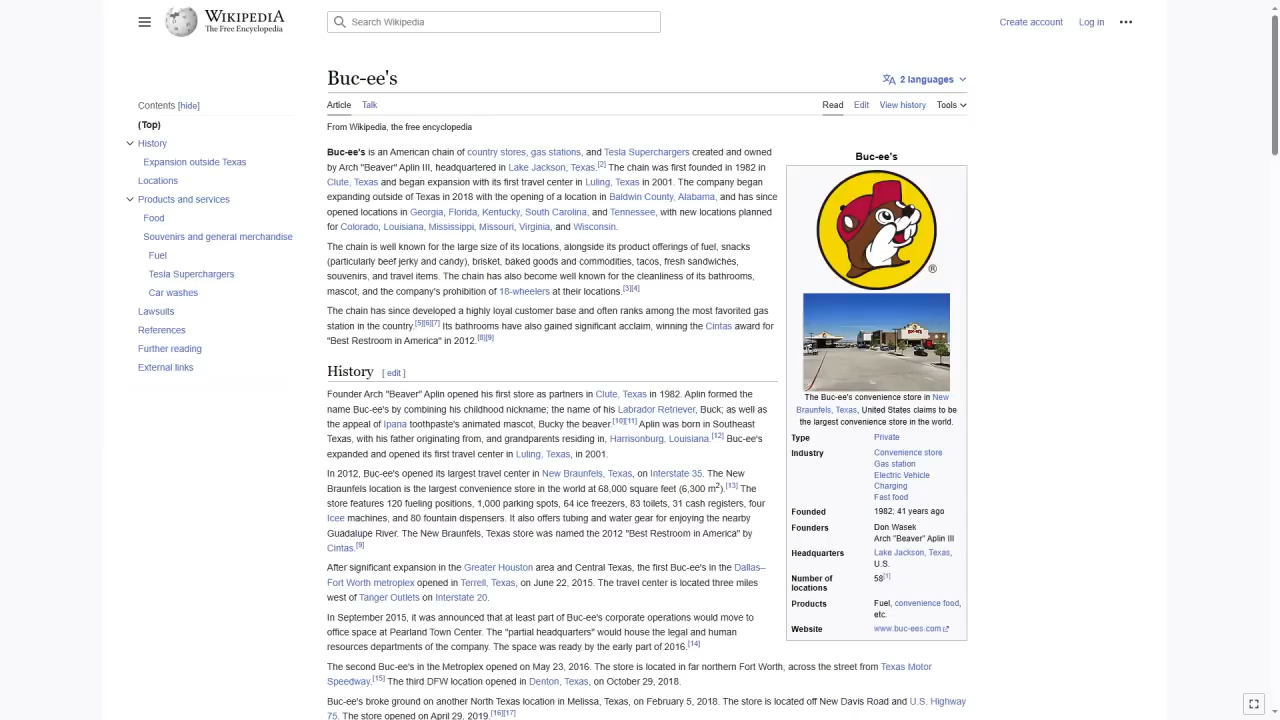 WIKIPEDIA
The Free Encyclopedia
Search Wikipedia
Create account
Log in
Buc-ee's
2 languages
Article
Talk
Read
Edit
View history
Tools
Contents [hide]
(Top)
History
Expansion outside Texas
Locations
Products and services
Food
Souvenirs and general merchandise
Fuel
Tesla Superchargers
Car washes
Lawsuits
References
Further reading
External links
From Wikipedia, the free encyclopedia
Buc-ee's is an American chain of country stores, gas stations, and Tesla Superchargers created and owned
by Arch "Beaver" Aplin III, headquartered in Lake Jackson, Texas.[2] The chain was first founded in 1982 in
Clute, Texas and began expansion with its first travel center in Luling, Texas in 2001. The company began
expanding outside of Texas in 2018 with the opening of a location in Baldwin County, Alabama, and has since
opened locations in Georgia, Florida, Kentucky, South Carolina, and Tennessee, with new locations planned
for Colorado, Louisiana, Mississippi, Missouri, Virginia, and Wisconsin.
The chain is well known for the large size of its locations, alongside its product offerings of fuel, snacks
(particularly beef jerky and candy), brisket, baked goods and commodities, tacos, fresh sandwiches,
souvenirs, and travel items. The chain has also become well known for the cleanliness of its bathrooms,
mascot, and the company's prohibition of 18-wheelers at their locations.[3][4]
The chain has since developed a highly loyal customer base and often ranks among the most favorited gas
station in the country.[5][6][7] Its bathrooms have also gained significant acclaim, winning the Cintas award for
"Best Restroom in America" in 2012.[8][9]
History [ edit ]
Founder Arch "Beaver" Aplin opened his first store as partners in Clute, Texas in 1982. Aplin formed the
name Buc-ee's by combining his childhood nickname; the name of his Labrador Retriever, Buck; as well as
the appeal of Ipana toothpaste's animated mascot, Bucky the beaver.[10][11] Aplin was born in Southeast
Texas, with his father originating from, and grandparents residing in, Harrisonburg, Louisiana.[12] Buc-ee's
expanded and opened its first travel center in Luling, Texas, in 2001.
In 2012, Buc-ee's opened its largest travel center in New Braunfels, Texas, on Interstate 35. The New
Braunfels location is the largest convenience store in the world at 68,000 square feet (6,300 m2).[13] The
store features 120 fueling positions, 1,000 parking spots, 64 ice freezers, 83 toilets, 31 cash registers, four
Icee machines, and 80 fountain dispensers. It also offers tubing and water gear for enjoying the nearby
Guadalupe River. The New Braunfels, Texas store was named the 2012 "Best Restroom in America" by
Cintas.[9]
After significant expansion in the Greater Houston area and Central Texas, the first Buc-ee's in the Dallas–
Fort Worth metroplex opened in Terrell, Texas, on June 22, 2015. The travel center is located three miles
west of Tanger Outlets on Interstate 20.
In September 2015, it was announced that at least part of Buc-ee's corporate operations would move to
office space at Pearland Town Center. The "partial headquarters" would house the legal and human
resources departments of the company. The space was ready by the early part of 2016.[14]
The second Buc-ee's in the Metroplex opened on May 23, 2016. The store is located in far northern Fort Worth, across the street from Texas Motor
Speedway.[15] The third DFW location opened in Denton, Texas, on October 29, 2018.
Buc-ee's broke ground on another North Texas location in Melissa, Texas, on February 5, 2018. The store is located off New Davis Road and U.S. Highway
75. The store opened on April 29, 2019.[16][17]
Buc-ee's
®
The Buc-ee's convenience store in New
Braunfels, Texas, United States claims to be
the largest convenience store in the world.
Type Private
Industry Convenience store
Gas station
Electric Vehicle
Charging
Fast food
Founded 1982; 41 years ago
Founders Don Wasek
Arch "Beaver" Aplin III
Headquarters Lake Jackson, Texas,
U.S.
Number of
locations 58[1]
Products Fuel, convenience food,
etc.
Website www.buc-ees.com